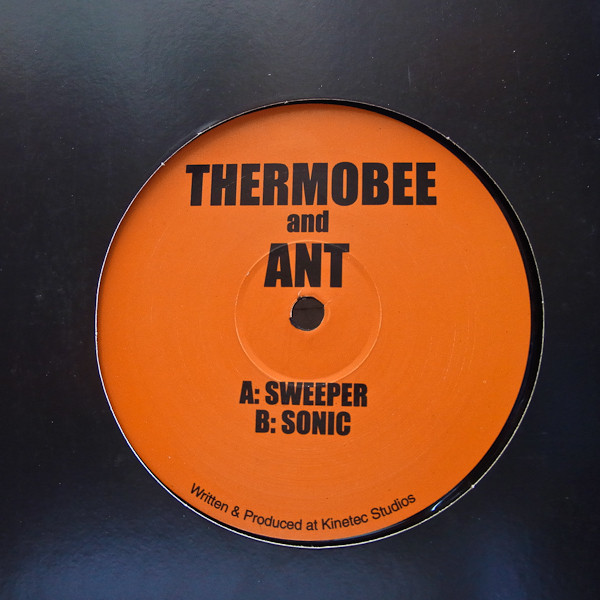 THERMOBEE
and
ANT
A: SWEEPER
B: SONIC
Written & Produced at Kinetec Studios